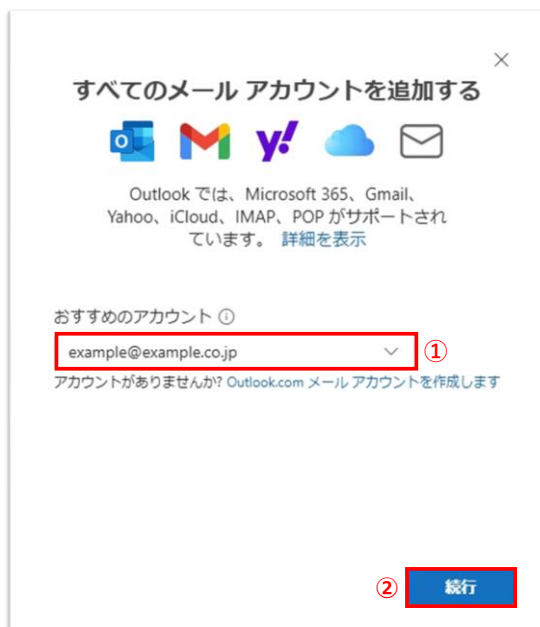 すべてのメール アカウントを追加する
Outlook では、Microsoft 365、Gmail、
Yahoo、iCloud、IMAP、POP がサポートされ
ています。 詳細を表示
おすすめのアカウント
example@example.co.jp
①
アカウントがありませんか? Outlook.com メール アカウントを作成します
② 続行